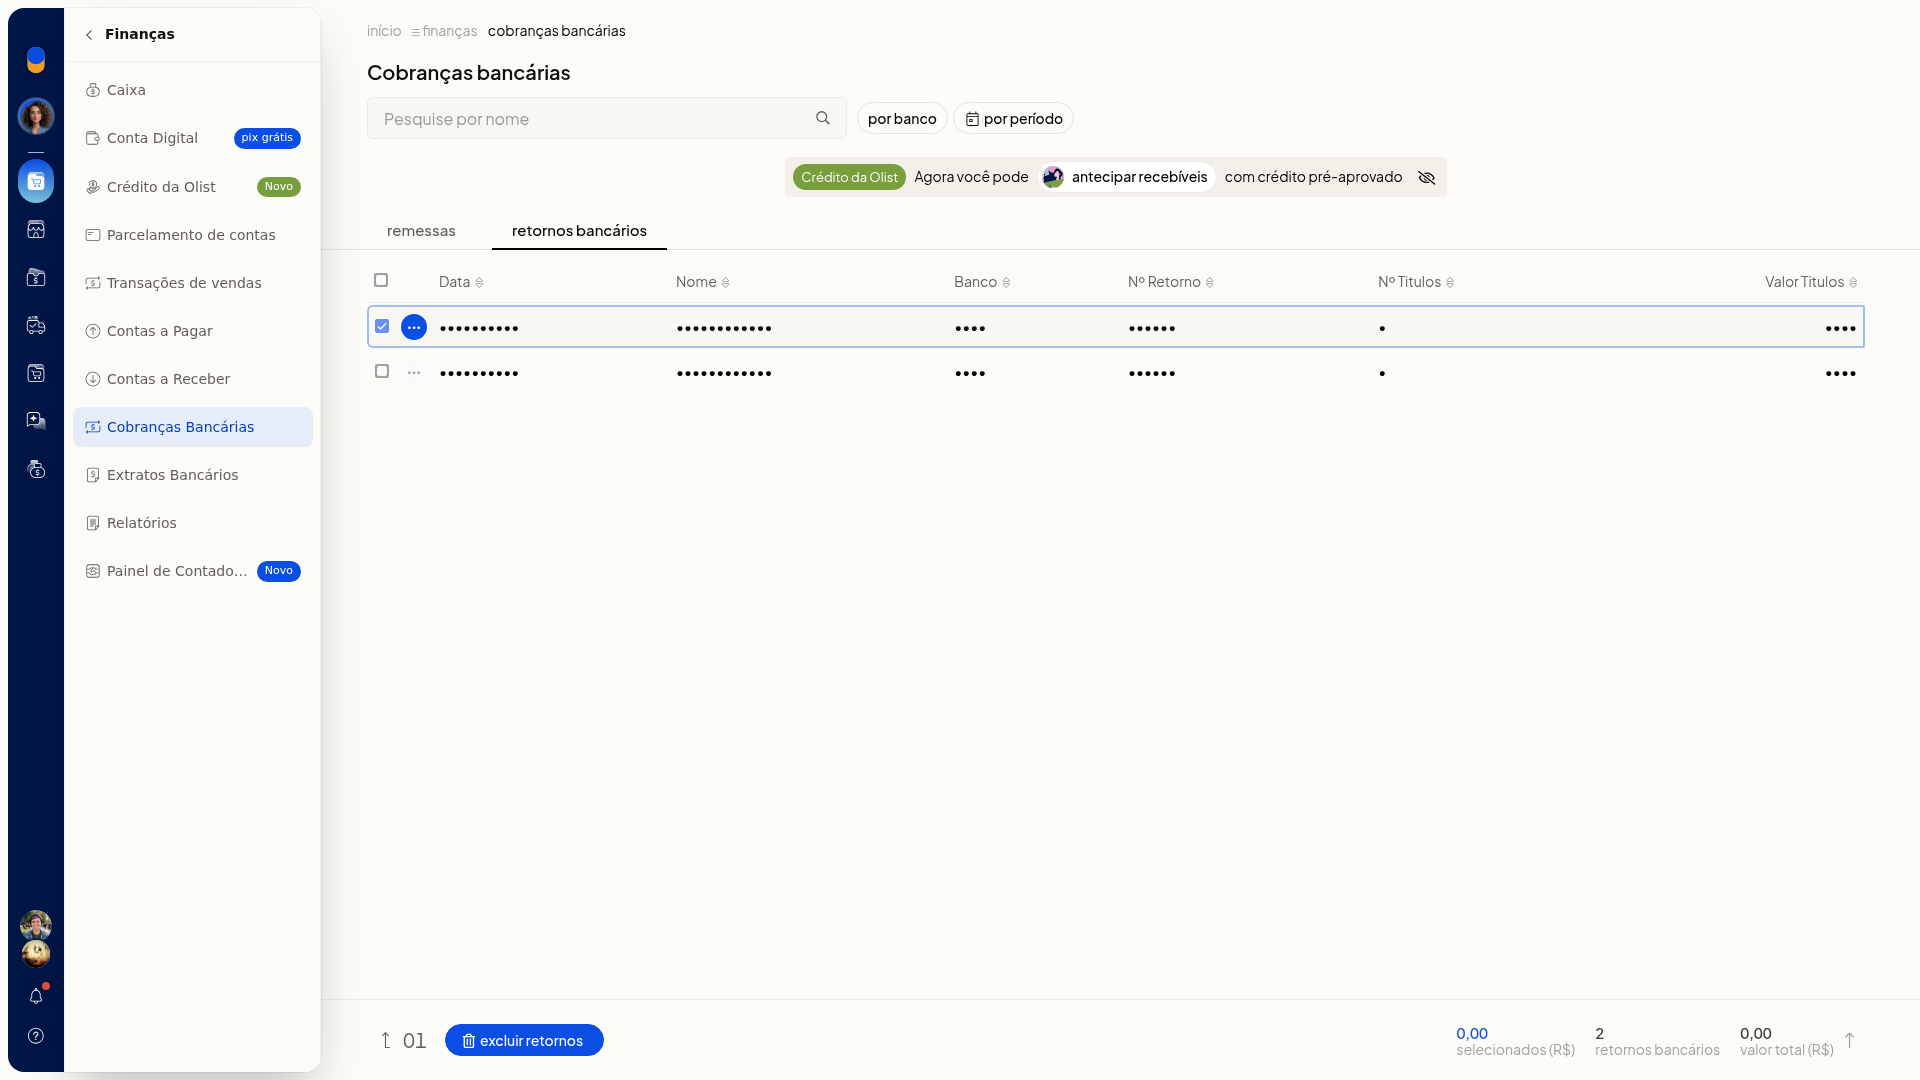 Finanças
Caixa
Conta Digital pix grátis
Crédito da Olist Novo
Parcelamento de contas
Transações de vendas
Contas a Pagar
Contas a Receber
Cobranças Bancárias
Extratos Bancários
Relatórios
Painel de Contado... Novo
início finanças cobranças bancárias
Cobranças bancárias
Pesquise por nome
por banco por período
Crédito da Olist Agora você pode antecipar recebíveis com crédito pré-aprovado
remessas retornos bancários
Data Nome Banco Nº Retorno Nº Titulos Valor Titulos
•••••••••• •••••••••••• •••• •••••• • ••••
•••••••••• •••••••••••• •••• •••••• • ••••
01 excluir retornos
0,00 2 0,00
selecionados (R$) retornos bancários valor total (R$)